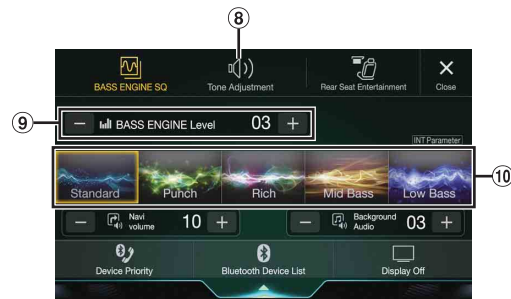 8
BASS ENGINE SQ
Tone Adjustment
Rear Seat Entertainment
Close
9
BASS ENGINE Level
03
INT Parameter
Standard
Punch
Rich
Mid Bass
Low Bass
10
Navi
volume
10
Background
Audio
03
Device Priority
Bluetooth Device List
Display Off